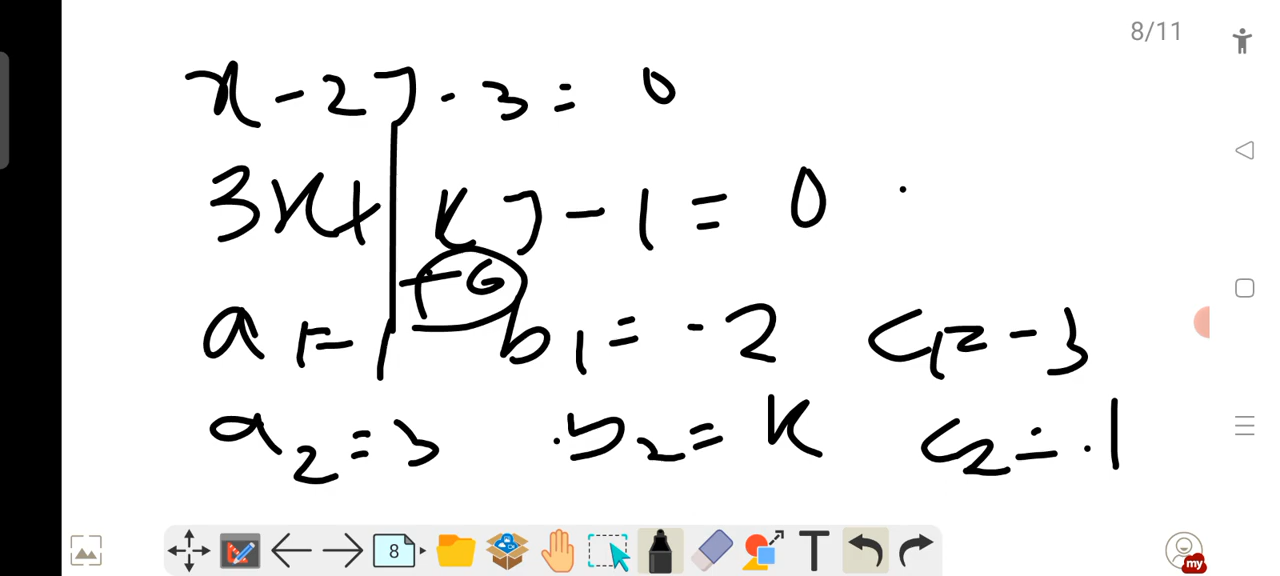 8/11
x - 2y - 3 = 0
3x + ky - 1 = 0
+6
a1 = 1 b1 = -2 c1 = -3
a2 = 3 b2 = k c2 = -1
8 T my